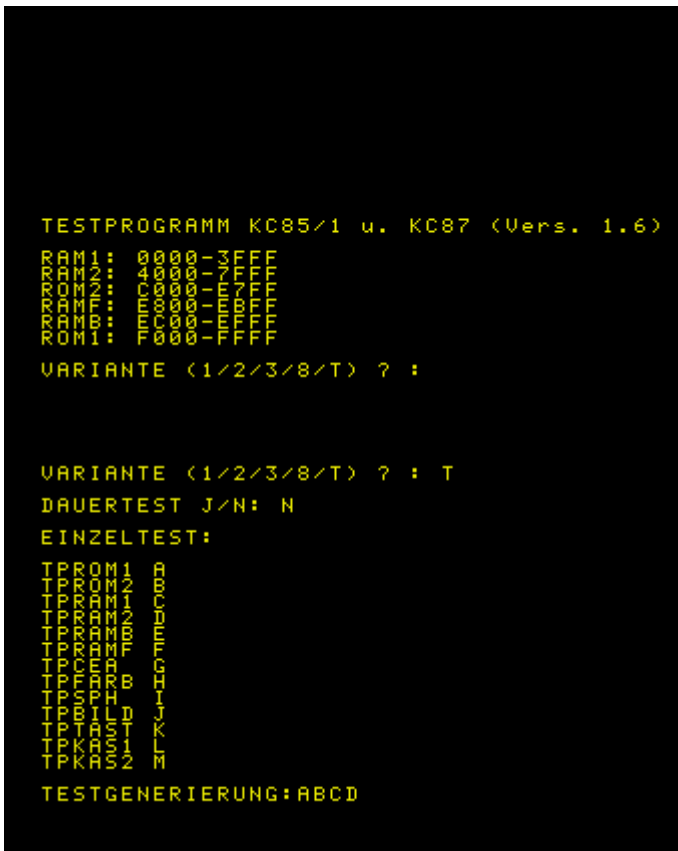 TESTPROGRAMM KC85/1 u. KC87 (Vers. 1.6)
RAM1: 0000-3FFF
RAM2: 4000-7FFF
ROM2: C000-E7FF
RAMF: E800-EBFF
RAMB: EC00-EFFF
ROM1: F000-FFFF
VARIANTE (1/2/3/8/T) ? :
VARIANTE (1/2/3/8/T) ? : T
DAUERTEST J/N: N
EINZELTEST:
TPROM1 A
TPROM2 B
TPRAM1 C
TPRAM2 D
TPRAMB E
TPRAMF F
TPCEA G
TPFARB H
TPSPH I
TPBILD J
TPTAST K
TPKAS1 L
TPKAS2 M
TESTGENERIERUNG:ABCD